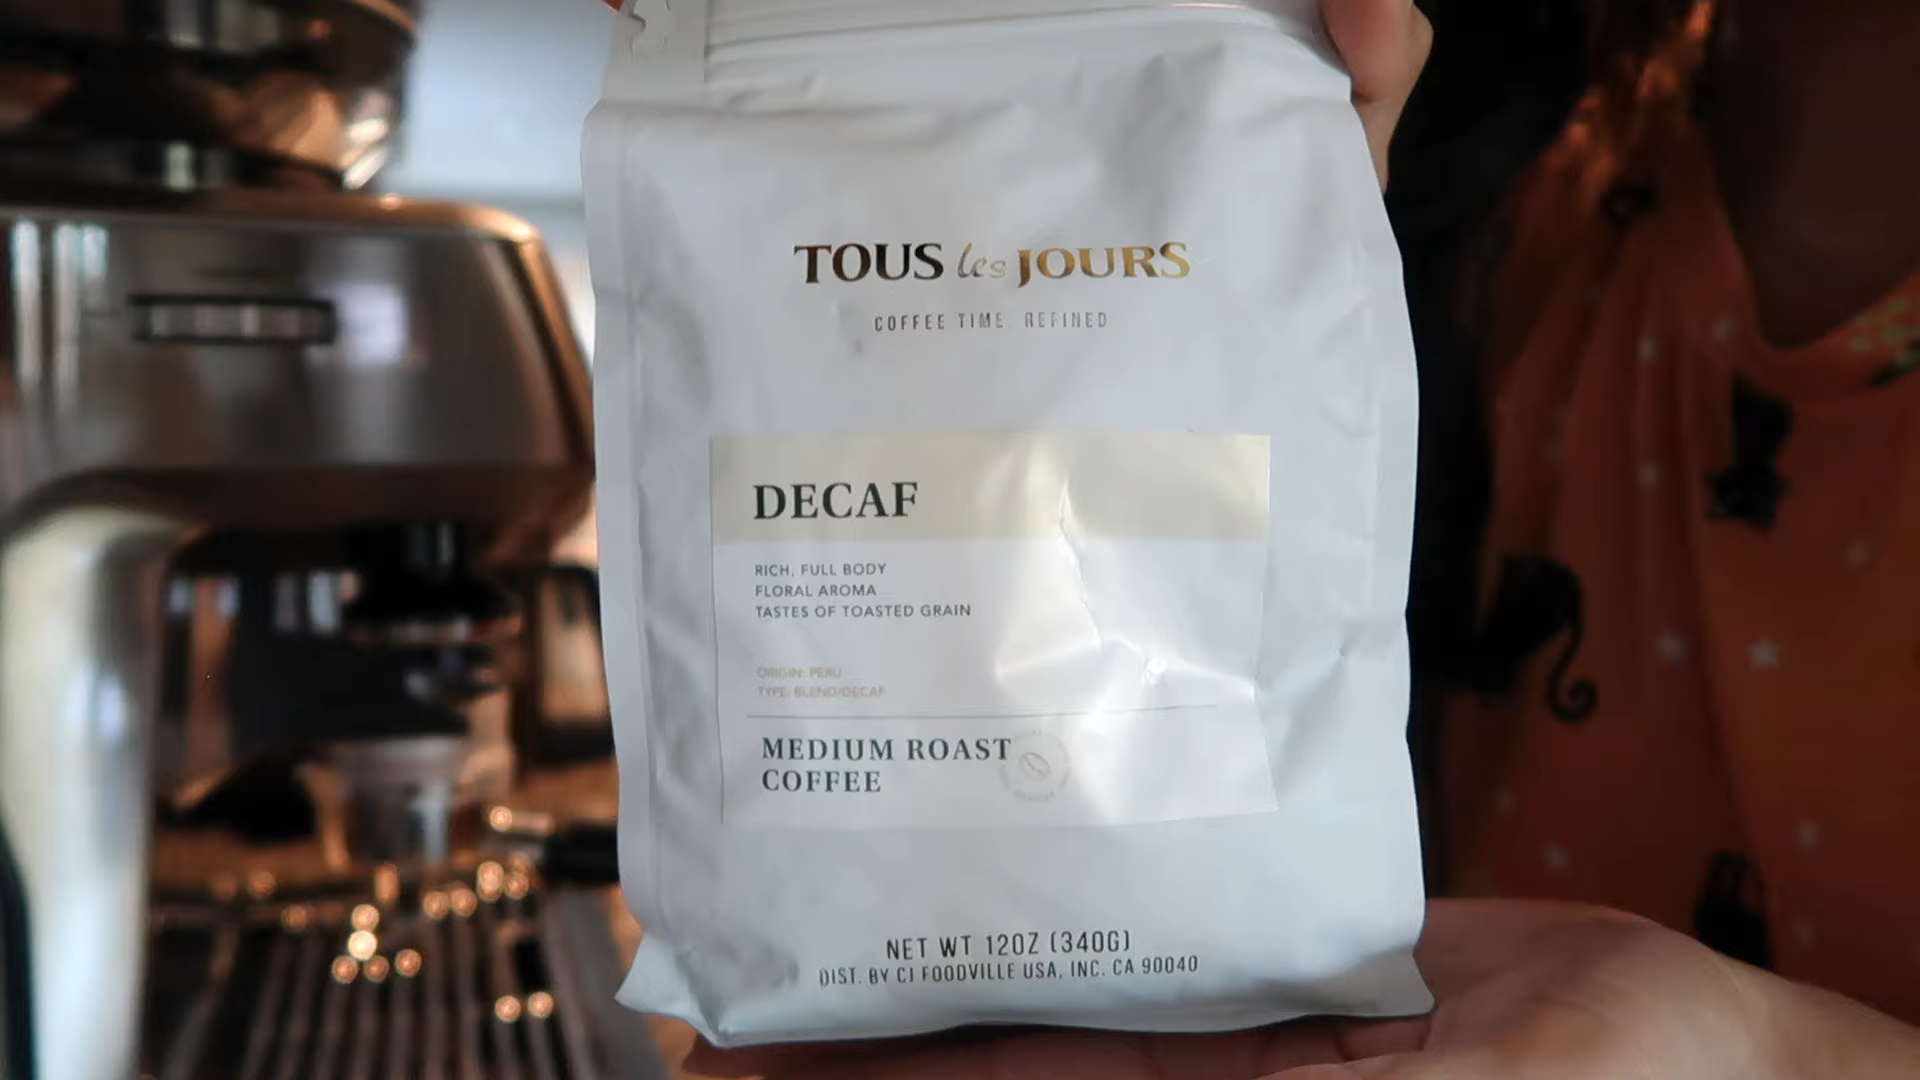 TOUS les JOURS
COFFEE TIME REFINED
DECAF
RICH, FULL BODY
FLORAL AROMA
TASTES OF TOASTED GRAIN
ORIGIN: PERU
TYPE: BLEND/DECAF
MEDIUM ROAST
COFFEE
NET WT 12OZ (340G)
DIST. BY CJ FOODVILLE USA, INC. CA 90040